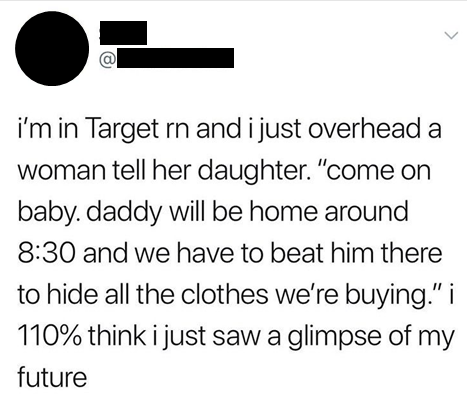 @
i'm in Target rn and i just overhead a
woman tell her daughter. "come on
baby. daddy will be home around
8:30 and we have to beat him there
to hide all the clothes we're buying." i
110% think i just saw a glimpse of my
future